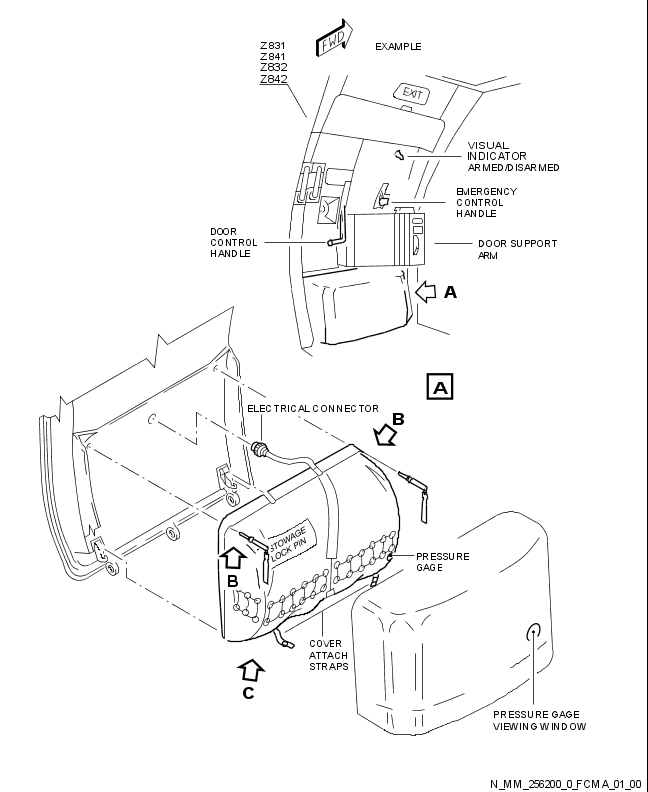 Z831
Z841
Z832
Z842
FWD
EXAMPLE
EXIT
VISUAL
INDICATOR
ARMED/DISARMED
EMERGENCY
CONTROL
HANDLE
DOOR
CONTROL
HANDLE
DOOR SUPPORT
ARM
A
A
ELECTRICAL CONNECTOR
B
STOWAGE
LOCK PIN
B
PRESSURE
GAGE
COVER
ATTACH
STRAPS
C
PRESSURE GAGE
VIEWING WINDOW
N_MM_256200_0_FCMA_01_00